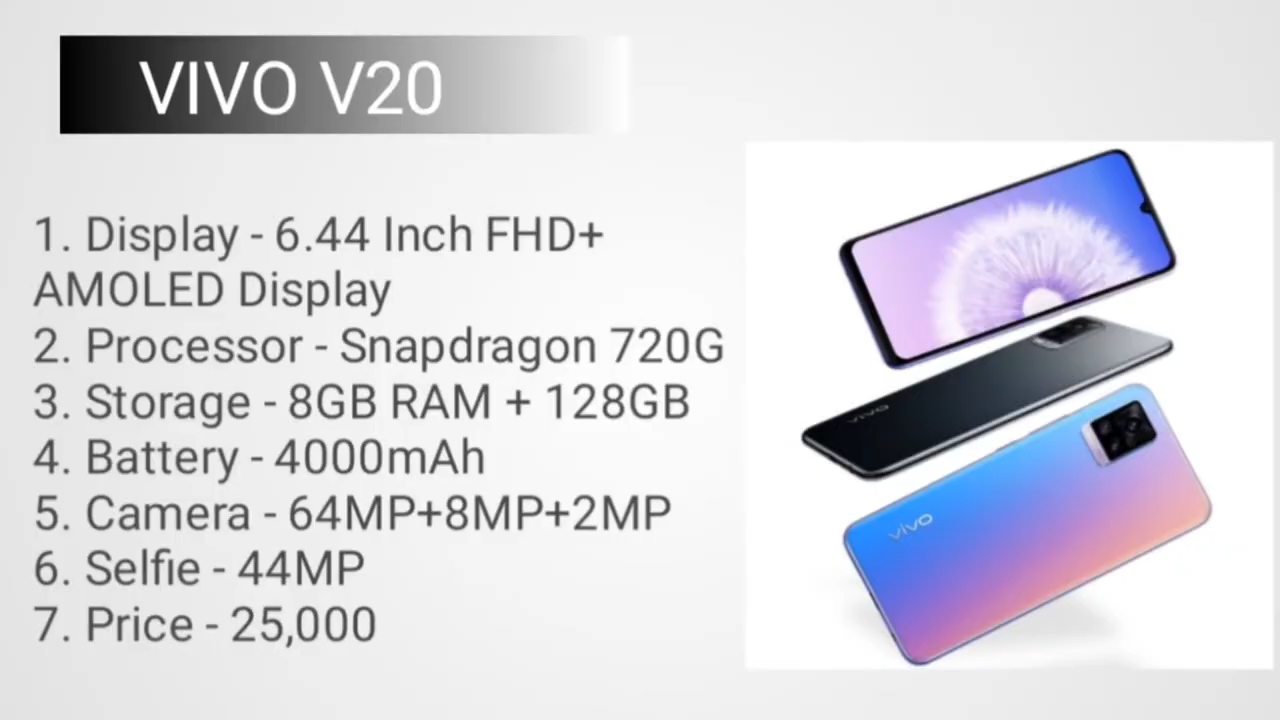 VIVO V20
1. Display - 6.44 Inch FHD+
AMOLED Display
2. Processor - Snapdragon 720G
3. Storage - 8GB RAM + 128GB
4. Battery - 4000mAh
5. Camera - 64MP+8MP+2MP
6. Selfie - 44MP
7. Price - 25,000
vivo
vivo